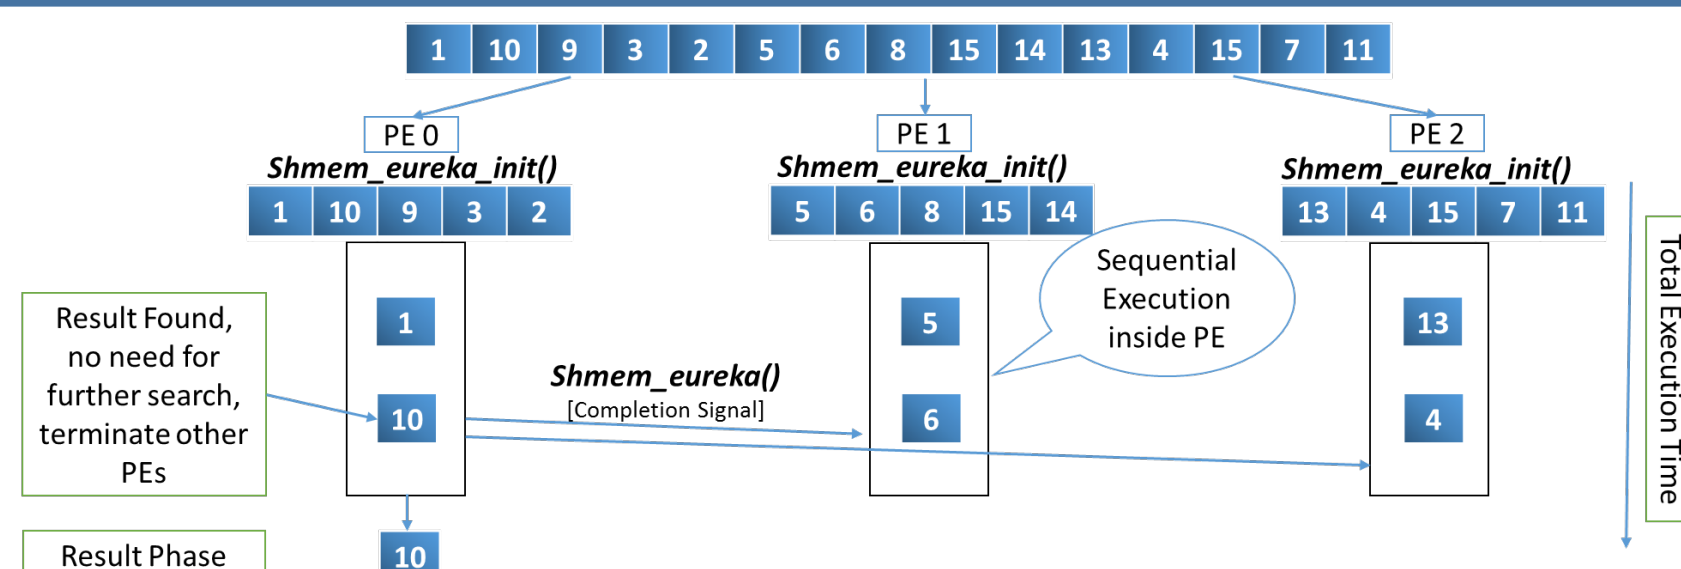 1 10 9 3 2 5 6 8 15 14 13 4 15 7 11
PE 0
PE 1
PE 2
Shmem_eureka_init()
Shmem_eureka_init()
Shmem_eureka_init()
1 10 9 3 2
5 6 8 15 14
13 4 15 7 11
Sequential
Execution
inside PE
Result Found,
no need for
further search,
terminate other
PEs
1
5
13
Shmem_eureka()
[Completion Signal]
10
6
4
Total Execution Time
Result Phase
10